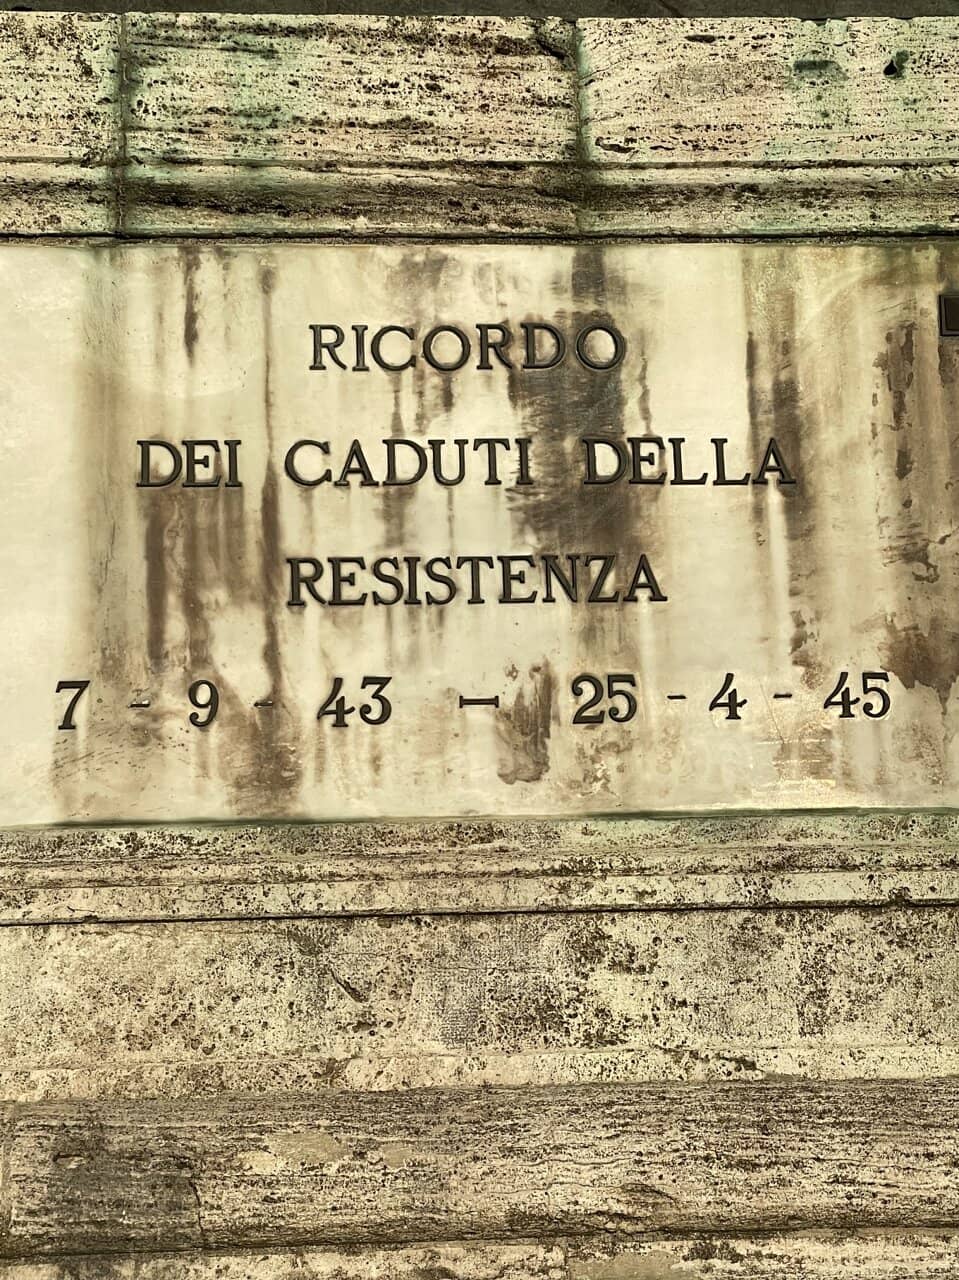 RICORDO
DEI CADUTI DELLA
RESISTENZA
7 - 9 - 43 - 25 - 4 - 45